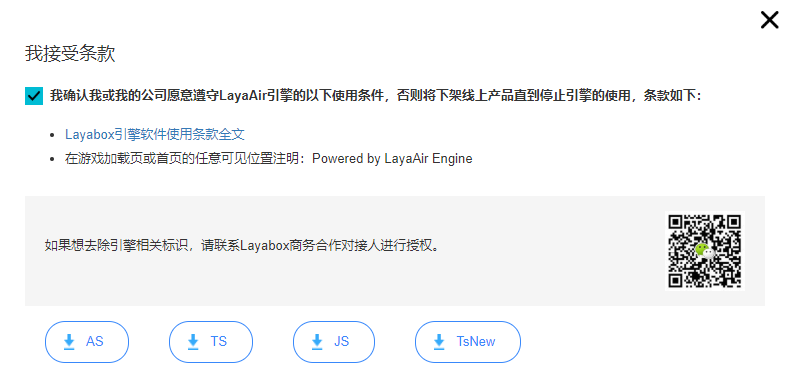 我接受条款
我确认我或我的公司愿意遵守LayaAir引擎的以下使用条件，否则将下架线上产品直到停止引擎的使用，条款如下：
Layabox引擎软件使用条款全文
在游戏加载页或首页的任意可见位置注明：Powered by LayaAir Engine
如果想去除引擎相关标识，请联系Layabox商务合作对接人进行授权。
AS
TS
JS
TsNew